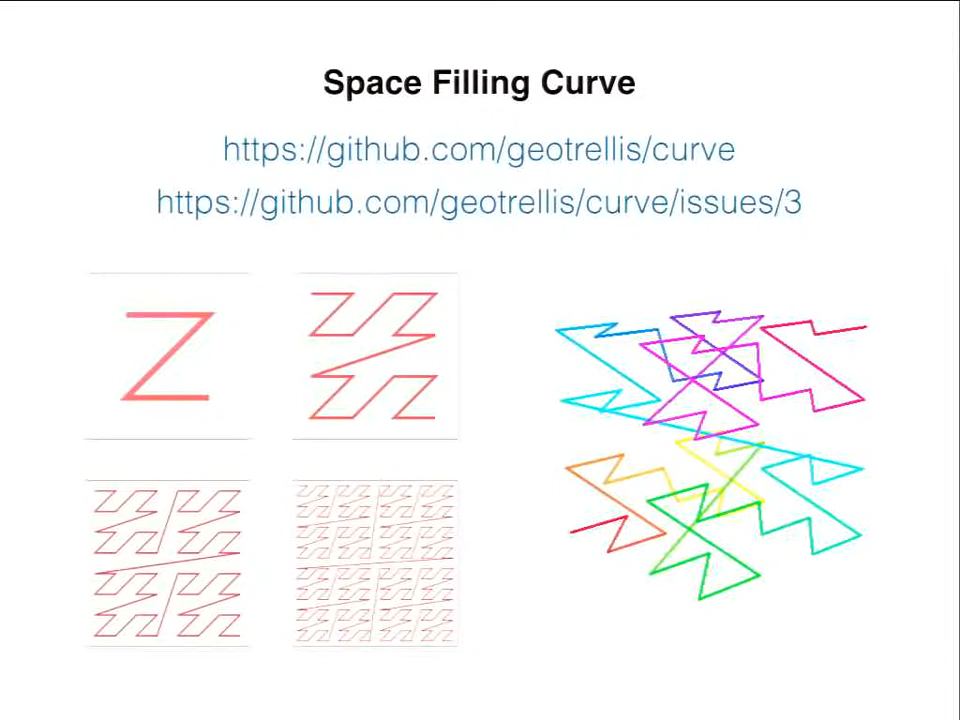 Space Filling Curve
https://github.com/geotrellis/curve
https://github.com/geotrellis/curve/issues/3